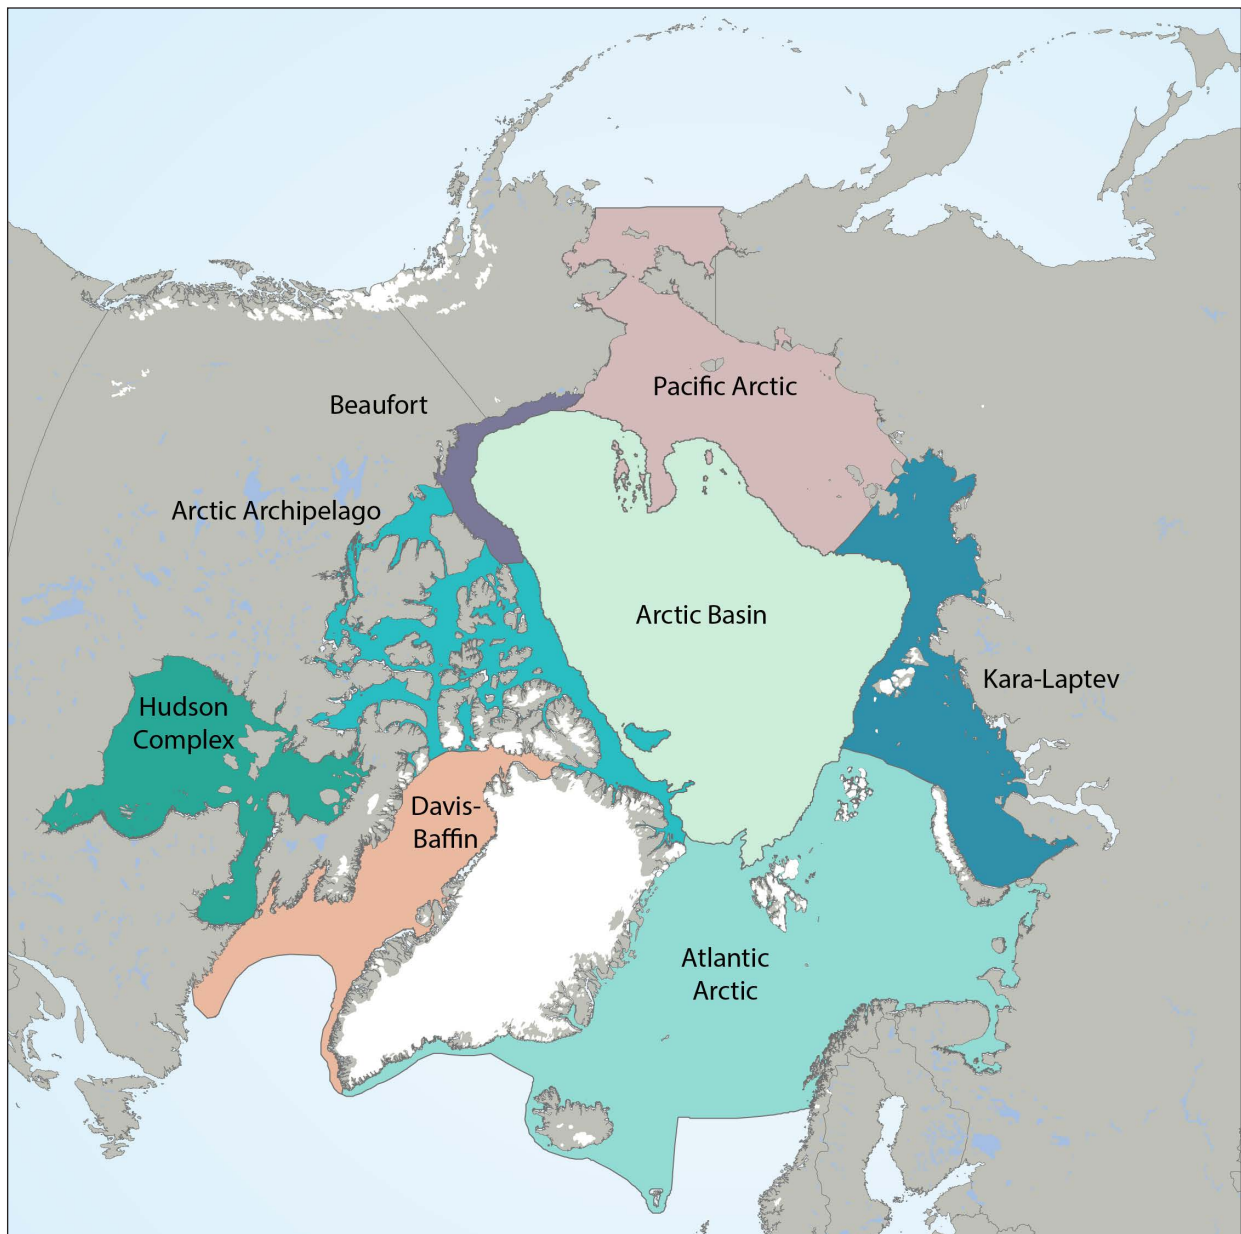 Pacific Arctic
Beaufort
Arctic Archipelago
Arctic Basin
Kara-Laptev
Hudson
Complex
Davis-
Baffin
Atlantic
Arctic